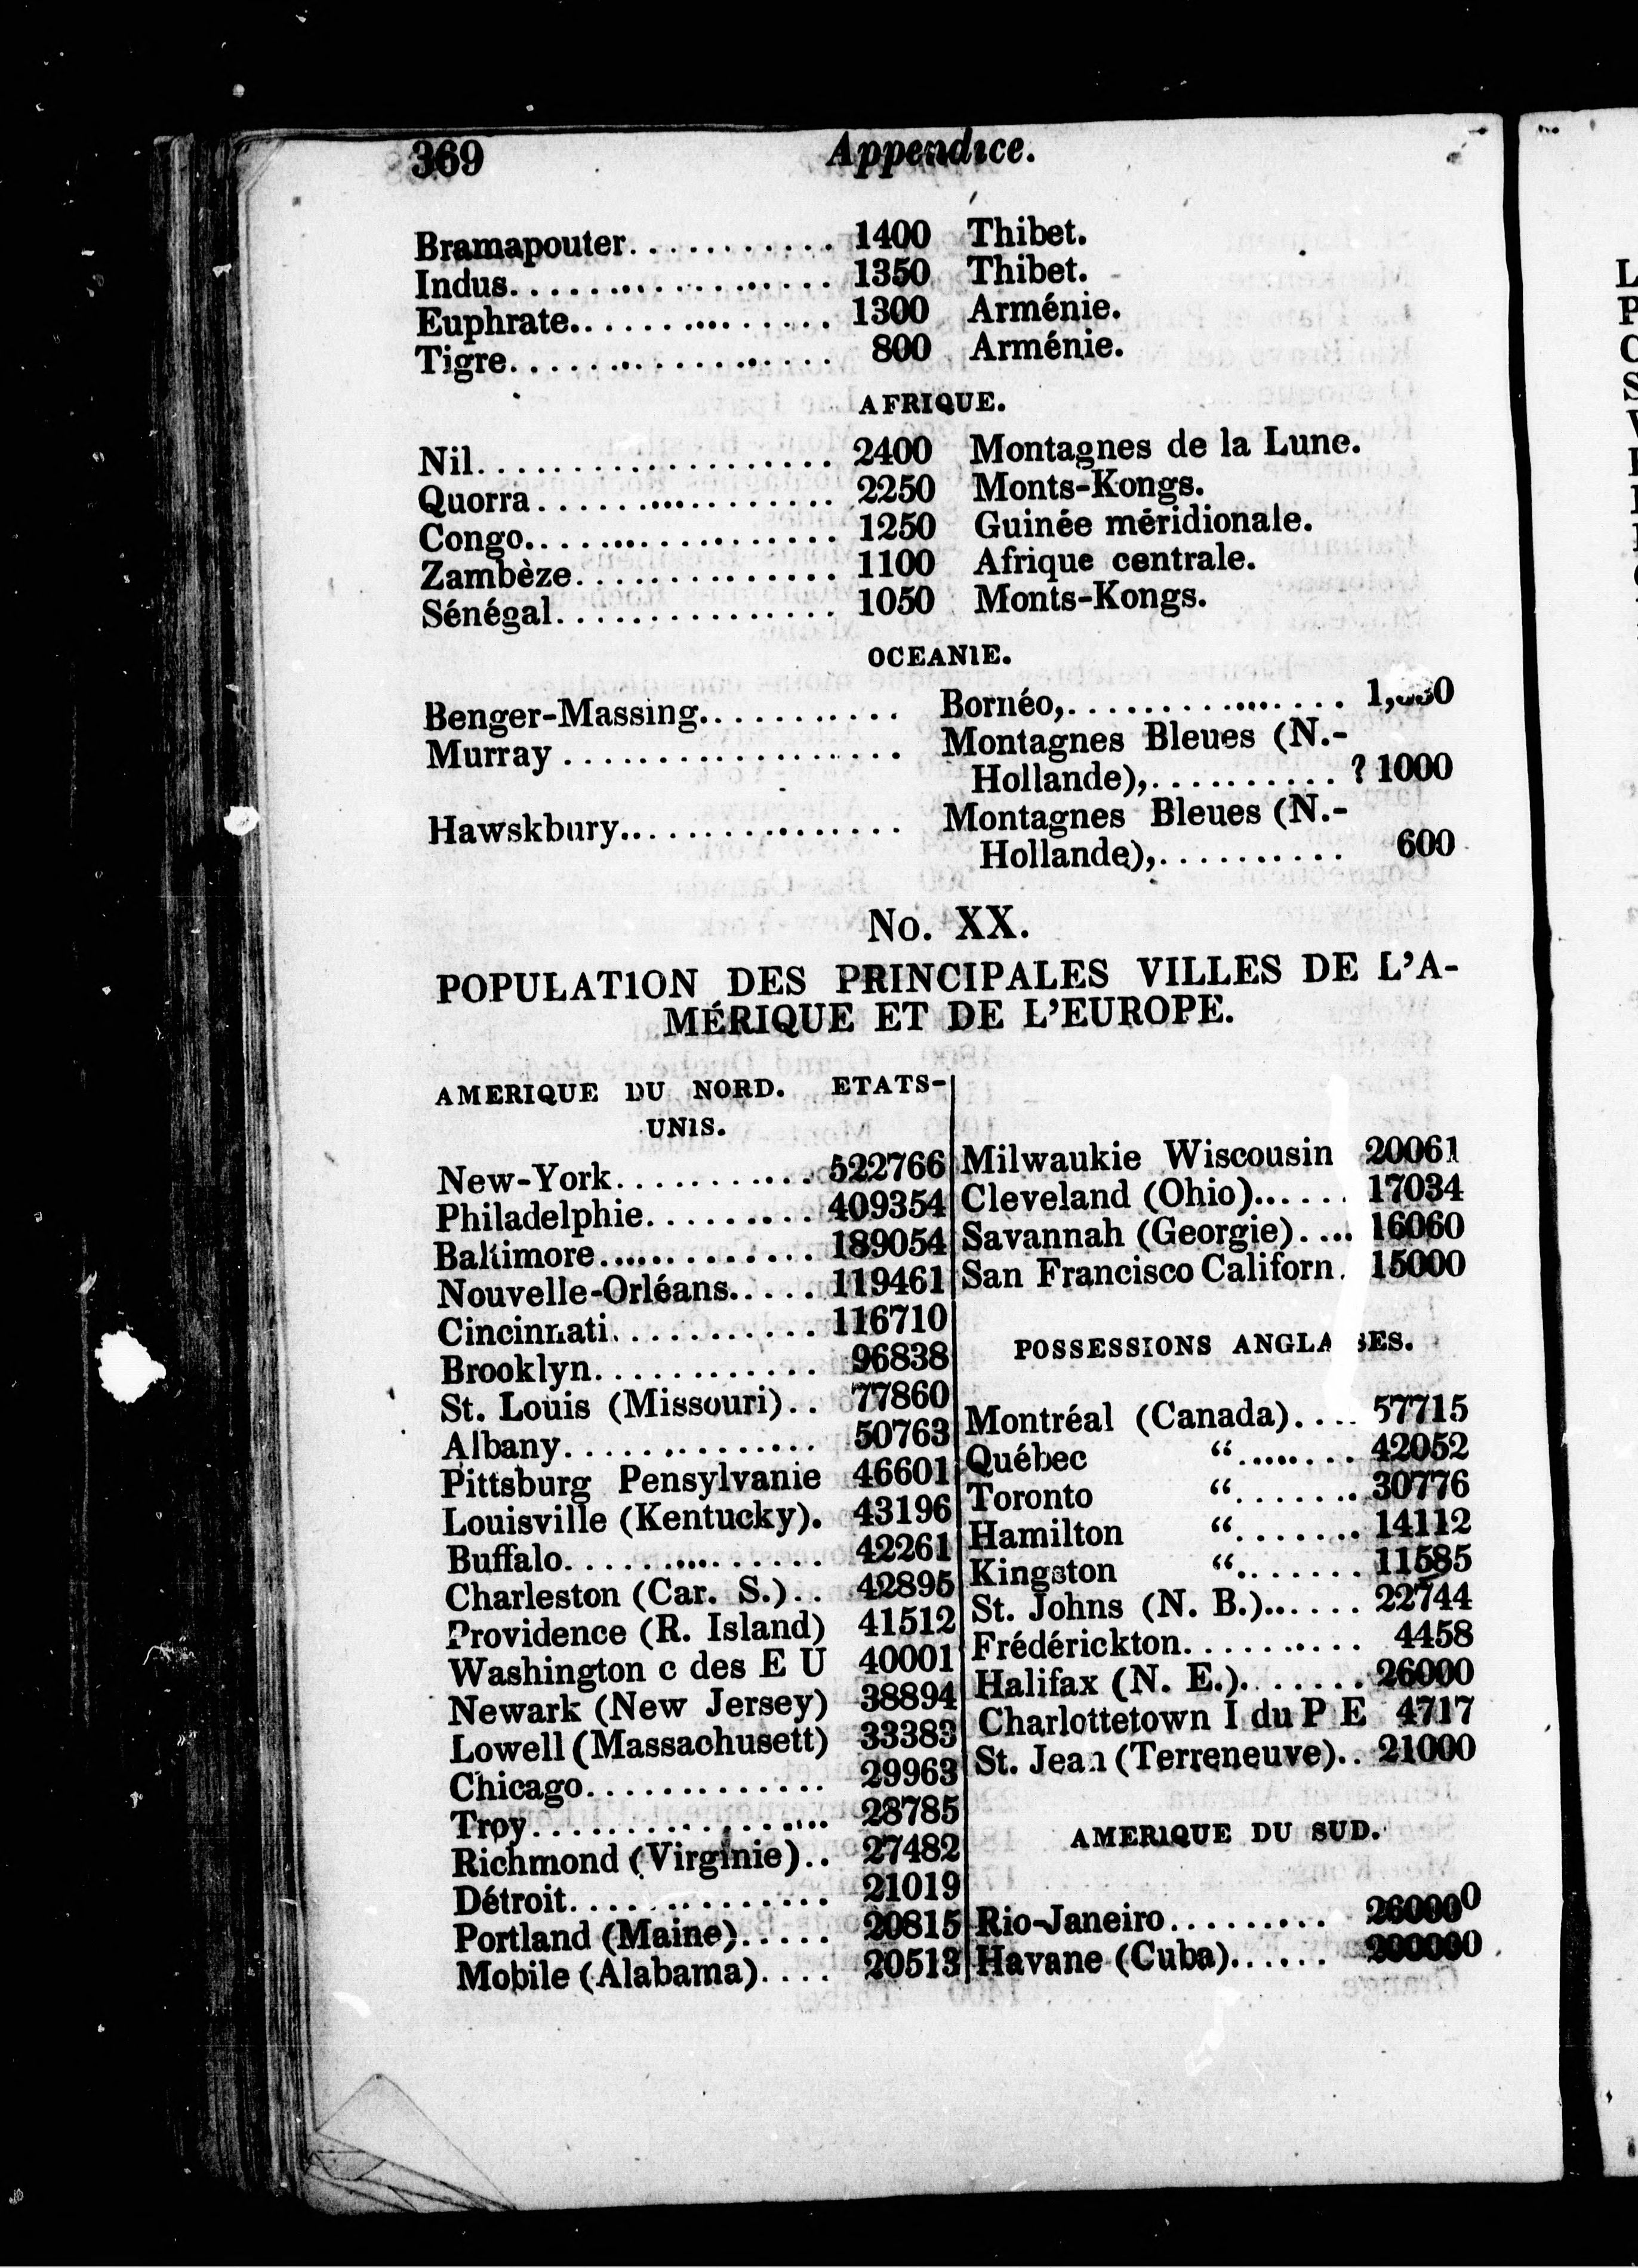 369 Appendice.
Bramapouter........... 1400 Thibet.
Indus................. 1350 Thibet.
Euphrate.............. 1300 Arménie.
Tigre................. 800 Arménie.
AFRIQUE.
Nil................... 2400 Montagnes de la Lune.
Quorra................ 2250 Monts-Kongs.
Congo................. 1250 Guinée méridionale.
Zambèze............... 1100 Afrique centrale.
Sénégal............... 1050 Monts-Kongs.
OCEANIE.
Benger-Massing........... Bornéo,...............
Murray.................. Montagnes Bleues (N.-
Hollande),.......... ? 1000
Hawskbury............... Montagnes Bleues (N.-
Hollande),.......... 600
No. XX.
POPULATION DES PRINCIPALES VILLES DE L'A-
MÉRIQUE ET DE L'EUROPE.
AMERIQUE DU NORD. ETATS-
UNIS.
New-York........... 522766
Philadelphie......... 409354
Baltimore............ 189054
Nouvelle-Orléans..... 119461
Cincinnati........... 116710
Brooklyn............ 96838
St. Louis (Missouri).. 77860
Albany.............. 50763
Pittsburg Pensylvanie 46601
Louisville (Kentucky). 43196
Buffalo.............. 42261
Charleston (Car. S.).. 42895
Providence (R. Island) 41512
Washington c des E U 40001
Newark (New Jersey) 38894
Lowell (Massachusett) 33383
Chicago............. 29963
Troy................ 28785
Richmond (Virginie).. 27482
Détroit.............. 21019
Portland (Maine)..... 20815
Mobile (Alabama).... 20513
Milwaukie Wiscousin 20061
Cleveland (Ohio)...... 17034
Savannah (Georgie).... 16060
San Francisco Californ. 15000
POSSESSIONS ANGLAISES.
Montréal (Canada).... 57715
Québec “....... 42052
Toronto “....... 30776
Hamilton “....... 14112
Kingston “....... 11585
St. Johns (N. B.)...... 22744
Frédérickton.......... 4458
Halifax (N. E.)....... 26000
Charlottetown I du P E 4717
St. Jean (Terreneuve).. 21000
AMERIQUE DU SUD.
Rio-Janeiro......... 260000
Havane (Cuba)...... 200000